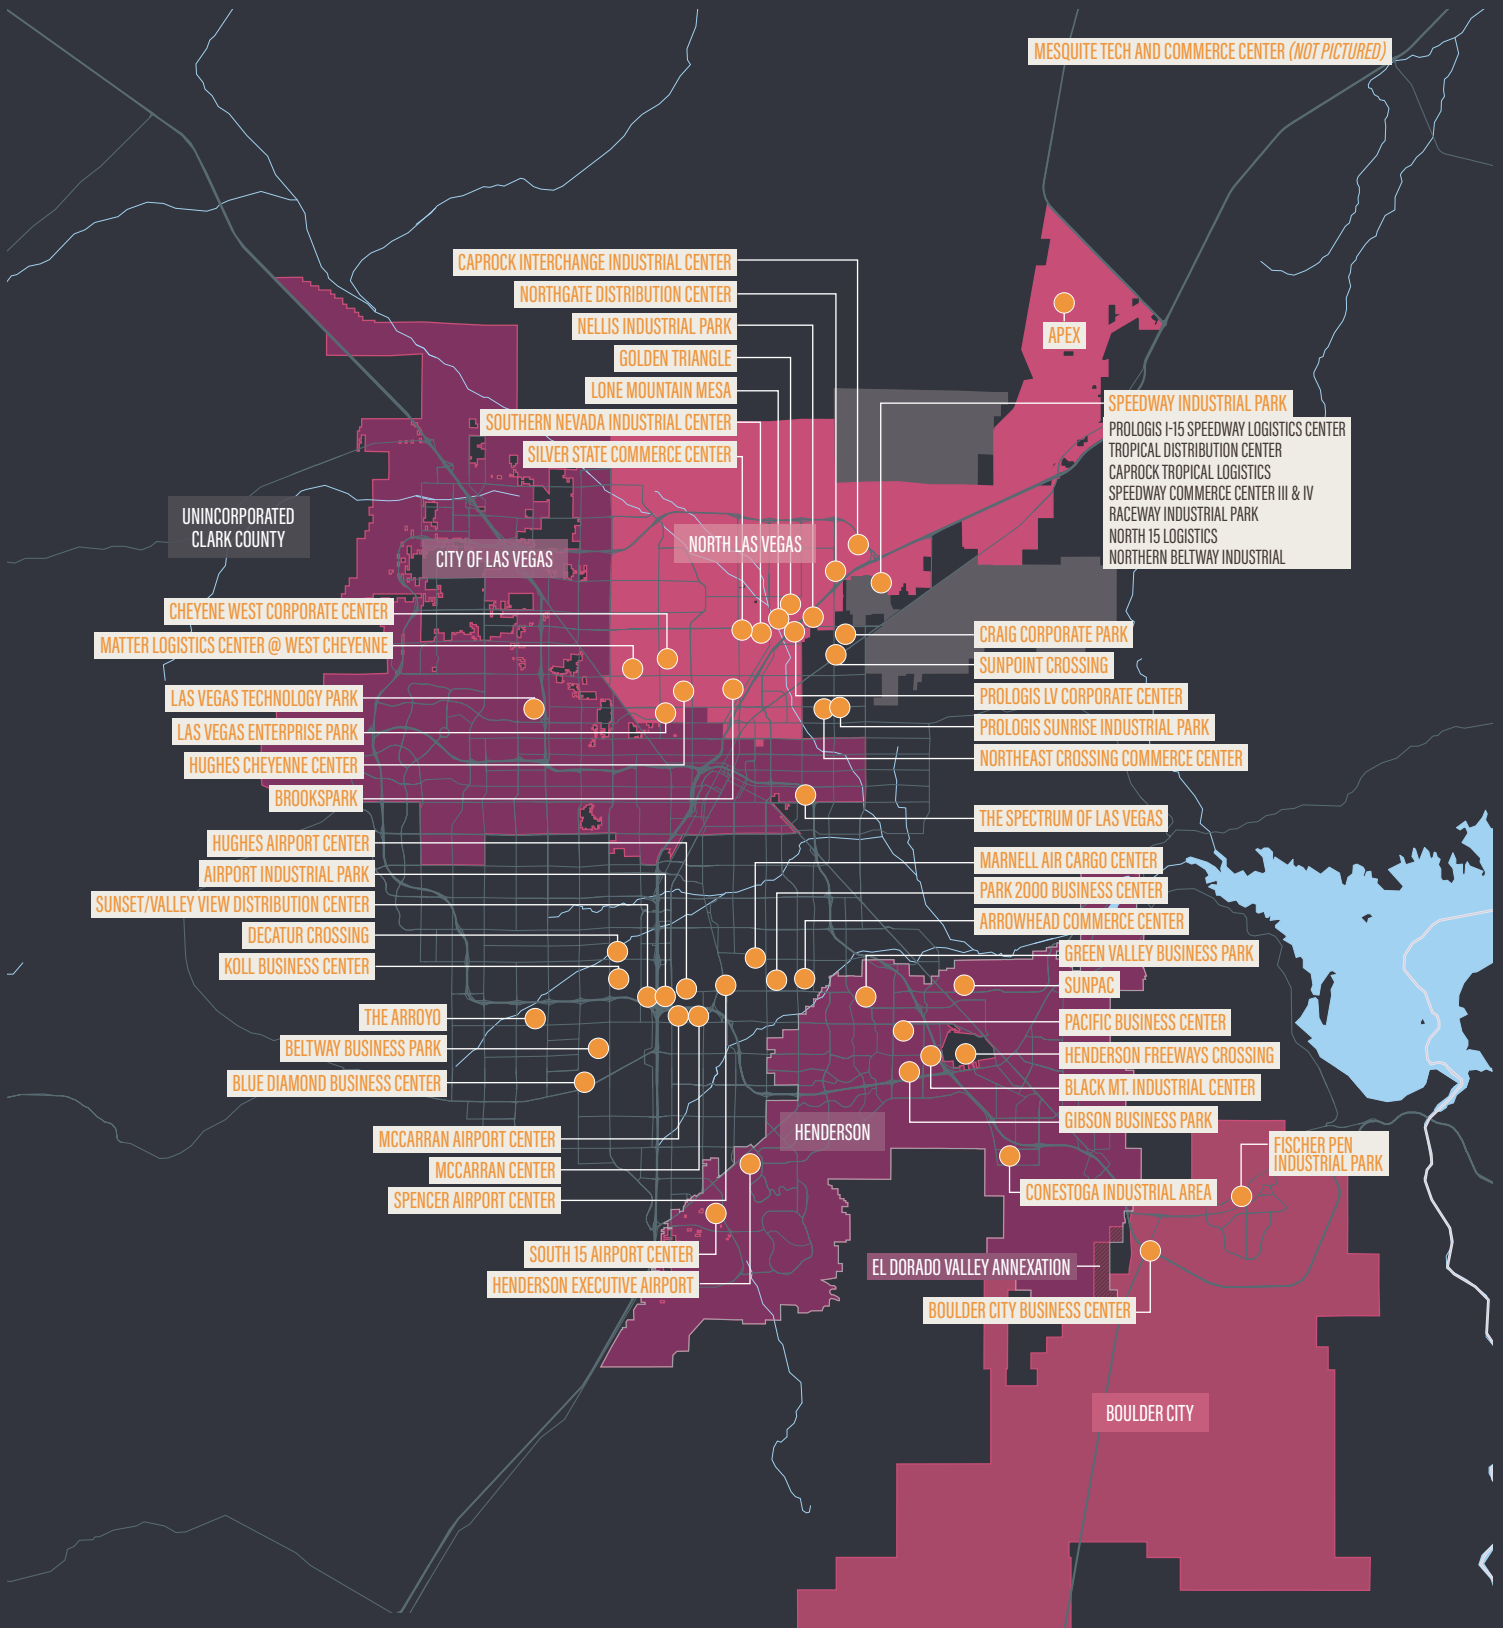 MESQUITE TECH AND COMMERCE CENTER (NOT PICTURED)
CAPROCK INTERCHANGE INDUSTRIAL CENTER
NORTHGATE DISTRIBUTION CENTER
NELLIS INDUSTRIAL PARK
GOLDEN TRIANGLE
LONE MOUNTAIN MESA
SOUTHERN NEVADA INDUSTRIAL CENTER
SILVER STATE COMMERCE CENTER
APEX
SPEEDWAY INDUSTRIAL PARK
PROLOGIS I-15 SPEEDWAY LOGISTICS CENTER
TROPICAL DISTRIBUTION CENTER
CAPROCK TROPICAL LOGISTICS
SPEEDWAY COMMERCE CENTER III & IV
RACEWAY INDUSTRIAL PARK
NORTH 15 LOGISTICS
NORTHERN BELTWAY INDUSTRIAL
UNINCORPORATED
CLARK COUNTY
CITY OF LAS VEGAS
NORTH LAS VEGAS
CHEYENE WEST CORPORATE CENTER
MATTER LOGISTICS CENTER @ WEST CHEYENNE
LAS VEGAS TECHNOLOGY PARK
LAS VEGAS ENTERPRISE PARK
HUGHES CHEYENNE CENTER
BROOKSPARK
CRAIG CORPORATE PARK
SUNPOINT CROSSING
PROLOGIS LV CORPORATE CENTER
PROLOGIS SUNRISE INDUSTRIAL PARK
NORTHEAST CROSSING COMMERCE CENTER
THE SPECTRUM OF LAS VEGAS
HUGHES AIRPORT CENTER
AIRPORT INDUSTRIAL PARK
SUNSET/VALLEY VIEW DISTRIBUTION CENTER
DECATUR CROSSING
KOLL BUSINESS CENTER
THE ARROYO
BELTWAY BUSINESS PARK
BLUE DIAMOND BUSINESS CENTER
MARNELL AIR CARGO CENTER
PARK 2000 BUSINESS CENTER
ARROWHEAD COMMERCE CENTER
GREEN VALLEY BUSINESS PARK
SUNPAC
PACIFIC BUSINESS CENTER
HENDERSON FREEWAYS CROSSING
BLACK MT. INDUSTRIAL CENTER
GIBSON BUSINESS PARK
MCCARRAN AIRPORT CENTER
MCCARRAN CENTER
SPENCER AIRPORT CENTER
HENDERSON
FISCHER PEN
INDUSTRIAL PARK
CONESTOGA INDUSTRIAL AREA
SOUTH 15 AIRPORT CENTER
HENDERSON EXECUTIVE AIRPORT
EL DORADO VALLEY ANNEXATION
BOULDER CITY BUSINESS CENTER
BOULDER CITY